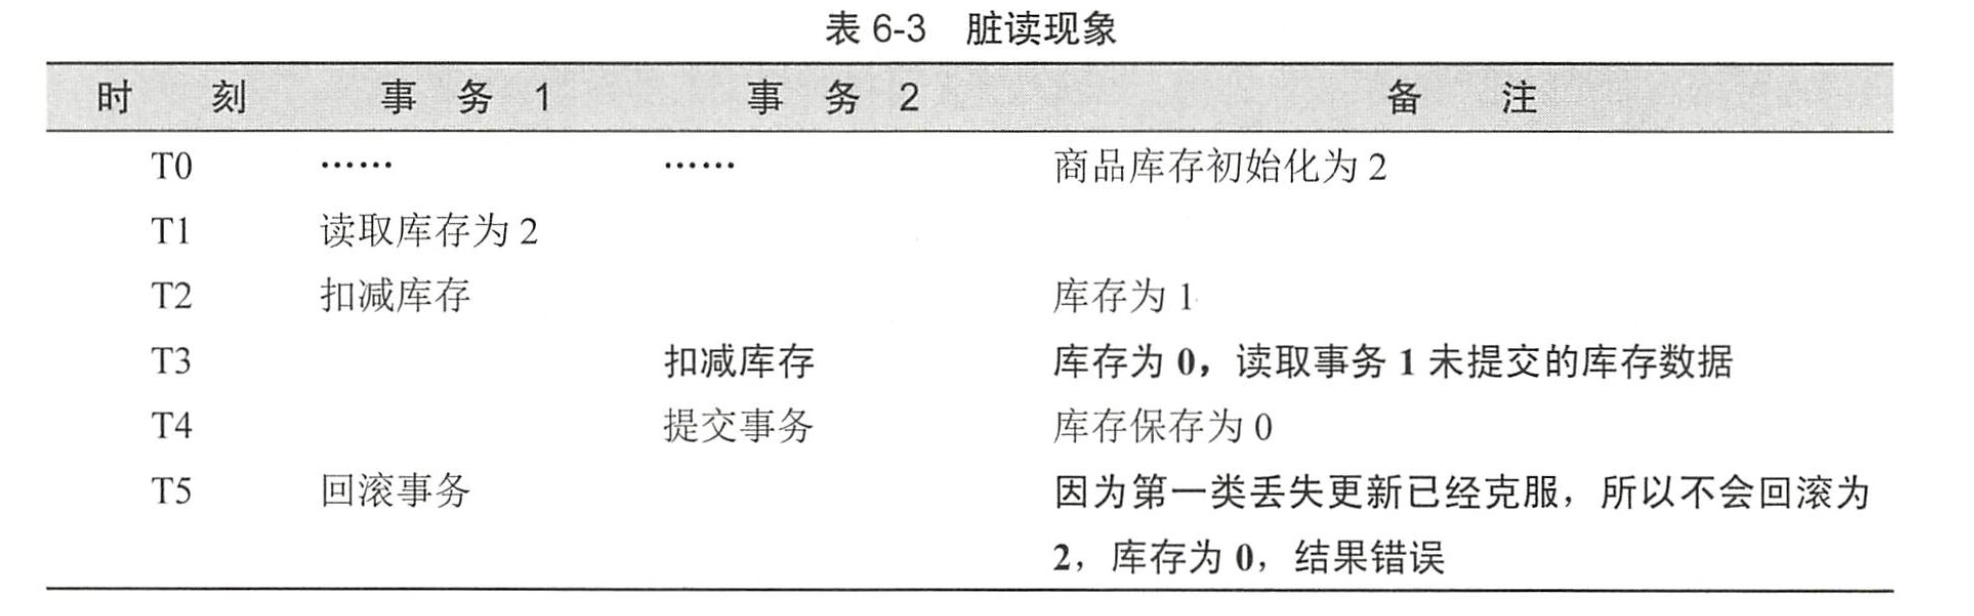 表 6-3 脏读现象
时 刻 事 务 1 事 务 2 备 注
T0 …… …… 商品库存初始化为 2
T1 读取库存为 2
T2 扣减库存 库存为 1
T3 扣减库存 库存为 0，读取事务 1 未提交的库存数据
T4 提交事务 库存保存为 0
T5 回滚事务 因为第一类丢失更新已经克服，所以不会回滚为
2，库存为 0，结果错误